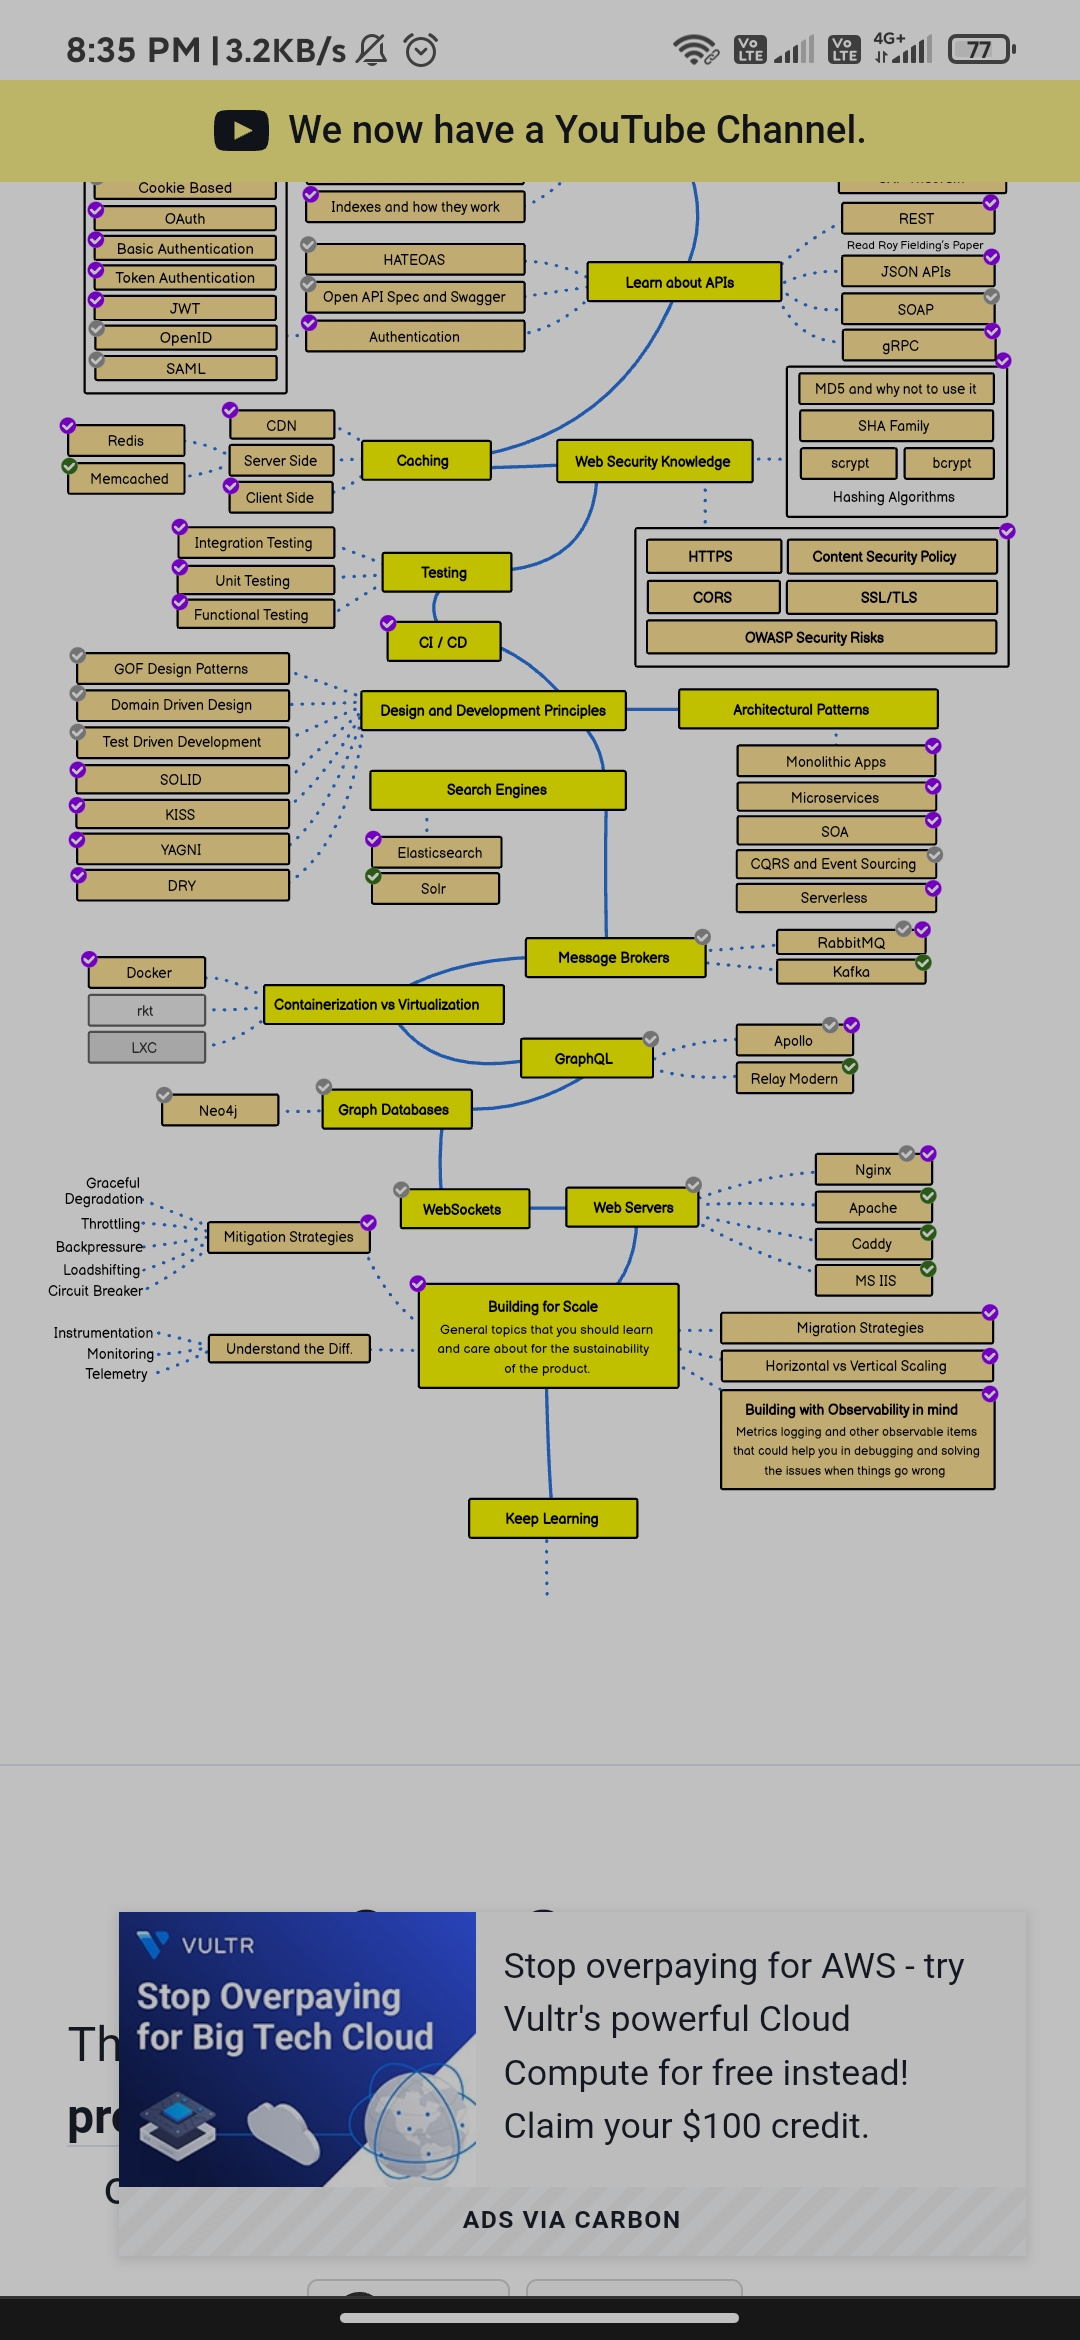 8:35 PM | 3.2KB/s
Vo LTE
Vo LTE
4G+
77
We now have a YouTube Channel.
Cookie Based
OAuth
Basic Authentication
Token Authentication
JWT
OpenID
SAML
Indexes and how they work
HATEOAS
Open API Spec and Swagger
Authentication
Learn about APIs
REST
Read Roy Fielding's Paper
JSON APIs
SOAP
gRPC
MD5 and why not to use it
SHA Family
scrypt
bcrypt
Hashing Algorithms
Redis
Memcached
CDN
Server Side
Client Side
Caching
Web Security Knowledge
HTTPS
Content Security Policy
CORS
SSL/TLS
OWASP Security Risks
Integration Testing
Unit Testing
Functional Testing
Testing
CI / CD
GOF Design Patterns
Domain Driven Design
Test Driven Development
SOLID
KISS
YAGNI
DRY
Design and Development Principles
Architectural Patterns
Monolithic Apps
Microservices
SOA
CQRS and Event Sourcing
Serverless
Search Engines
Elasticsearch
Solr
Message Brokers
RabbitMQ
Kafka
Docker
rkt
LXC
Containerization vs Virtualization
GraphQL
Apollo
Relay Modern
Neo4j
Graph Databases
WebSockets
Web Servers
Nginx
Apache
Caddy
MS IIS
Graceful
Degradation
Throttling
Backpressure
Loadshifting
Circuit Breaker
Mitigation Strategies
Instrumentation
Monitoring
Telemetry
Understand the Diff.
Building for Scale
General topics that you should learn
and care about for the sustainability
of the product.
Migration Strategies
Horizontal vs Vertical Scaling
Building with Observability in mind
Metrics logging and other observable items
that could help you in debugging and solving
the issues when things go wrong
Keep Learning
VULTR
Stop Overpaying
for Big Tech Cloud
Stop overpaying for AWS - try
Vultr's powerful Cloud
Compute for free instead!
Claim your $100 credit.
ADS VIA CARBON